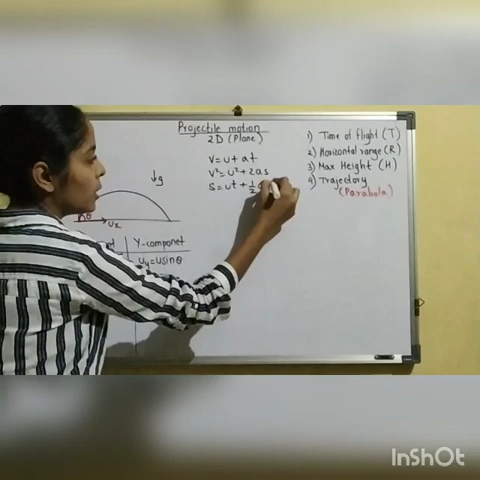 Projectile motion
2D (Plane)
V = u + at
V² = u² + 2as
S = ut + 1/2
↓g
θ
ux
Y-componet
uy = usinθ
1) Time of flight (T)
2) Horizontal range (R)
3) Max Height (H)
4) Trajectory
(Parabola)
InShOt